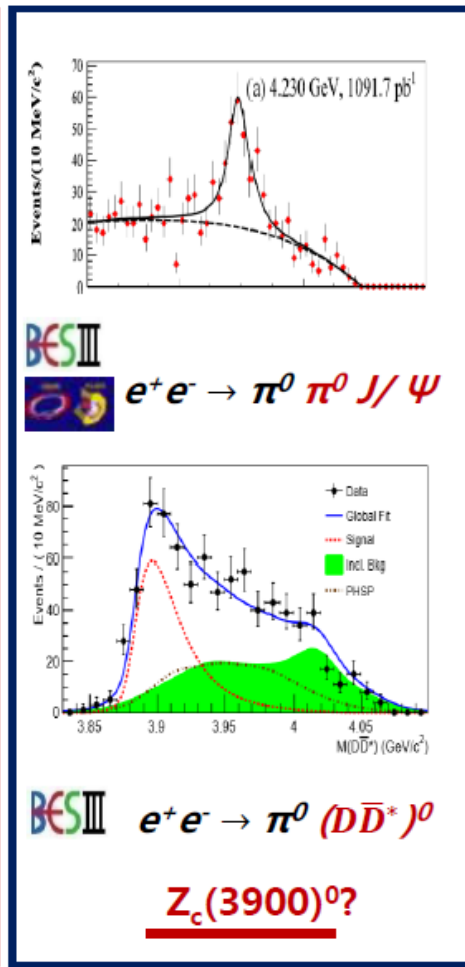 (a) 4.230 GeV, 1091.7 pb⁻¹
Events/(10 MeV/c²)
70
60
50
40
30
20
10
0
BESIII
e⁺e⁻ → π⁰ π⁰ J/Ψ
Events / ( 10 MeV/c² )
80
60
40
20
0
Data
Global Fit
Signal
Incl. Bkg
PHSP
3.85 3.9 3.95 4 4.05
M(DD̅*) (GeV/c²)
BESIII e⁺e⁻ → π⁰ (DD̅*)⁰
Z_c(3900)⁰?